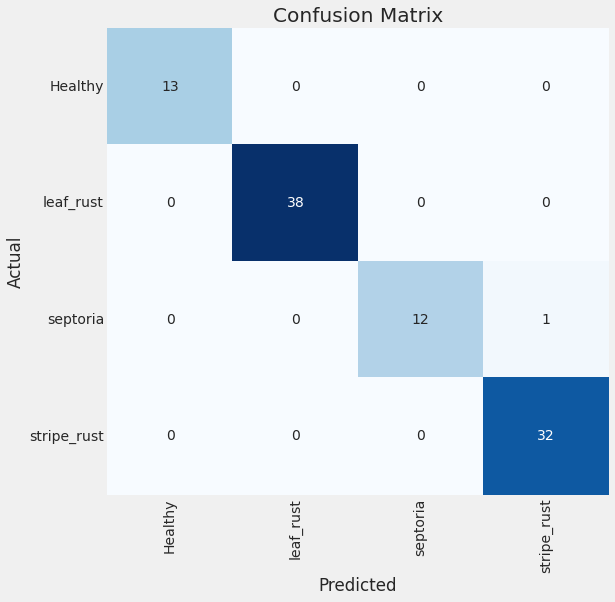 Confusion Matrix
Actual
Healthy 13 0 0 0
leaf_rust 0 38 0 0
septoria 0 0 12 1
stripe_rust 0 0 0 32
Healthy leaf_rust septoria stripe_rust
Predicted